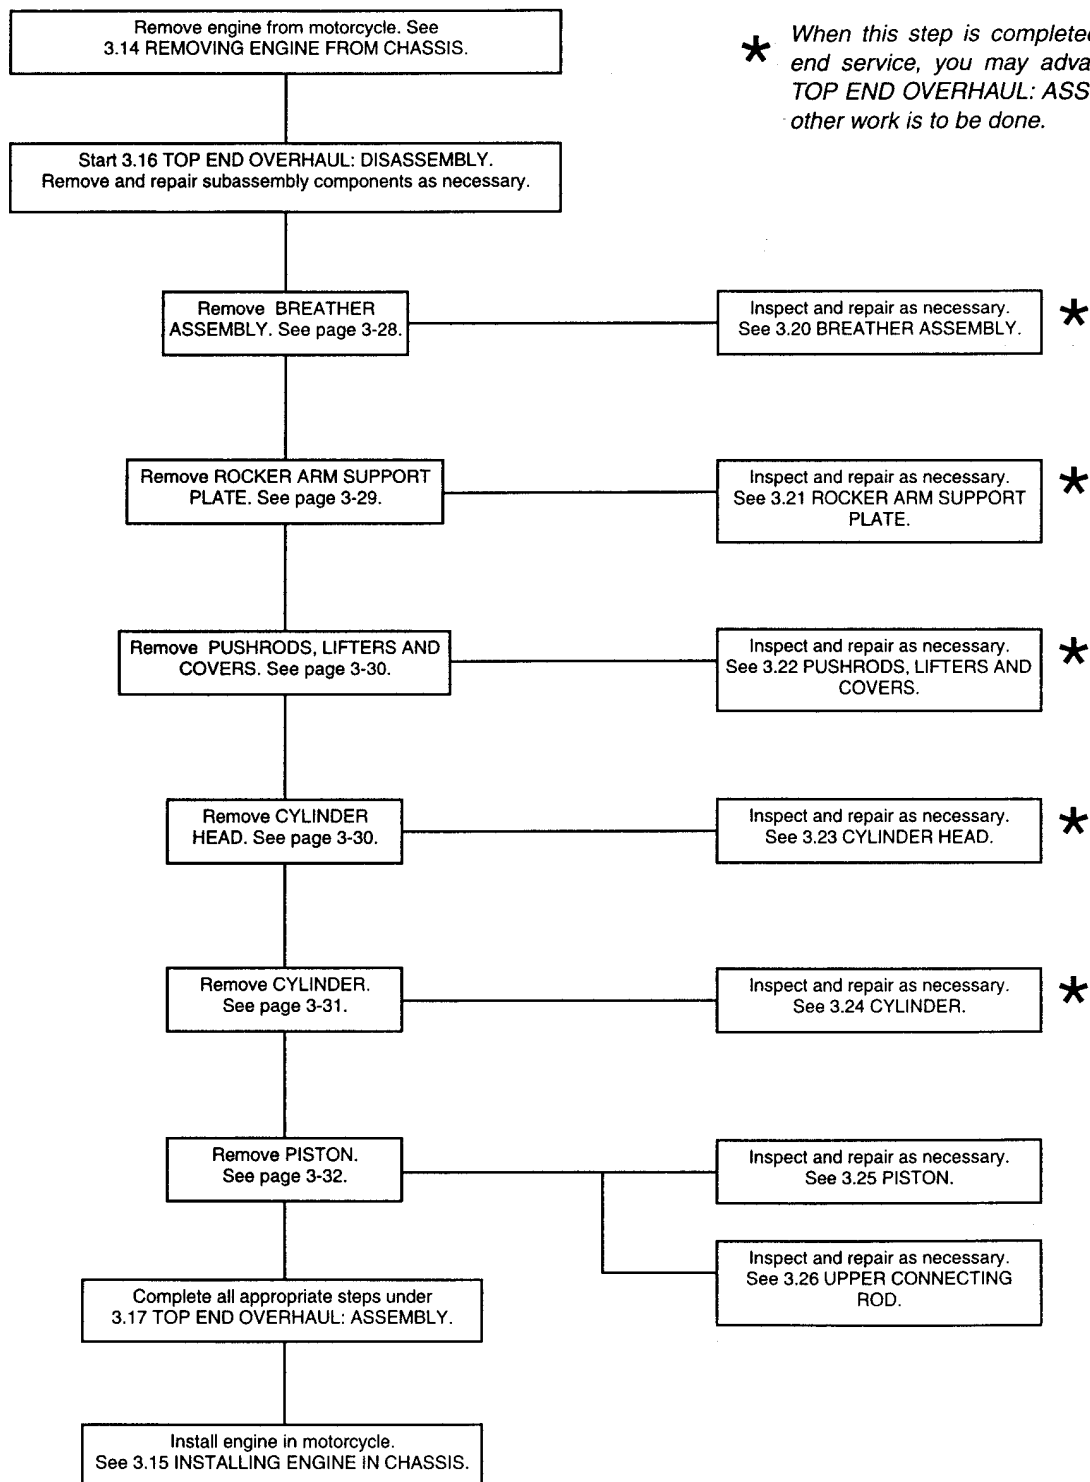 Remove engine from motorcycle. See
3.14 REMOVING ENGINE FROM CHASSIS.
* When this step is completed
end service, you may adva
TOP END OVERHAUL: ASS
other work is to be done.
Start 3.16 TOP END OVERHAUL: DISASSEMBLY.
Remove and repair subassembly components as necessary.
Remove BREATHER
ASSEMBLY. See page 3-28.
Inspect and repair as necessary.
See 3.20 BREATHER ASSEMBLY.
*
Remove ROCKER ARM SUPPORT
PLATE. See page 3-29.
Inspect and repair as necessary.
See 3.21 ROCKER ARM SUPPORT
PLATE.
*
Remove PUSHRODS, LIFTERS AND
COVERS. See page 3-30.
Inspect and repair as necessary.
See 3.22 PUSHRODS, LIFTERS AND
COVERS.
*
Remove CYLINDER
HEAD. See page 3-30.
Inspect and repair as necessary.
See 3.23 CYLINDER HEAD.
*
Remove CYLINDER.
See page 3-31.
Inspect and repair as necessary.
See 3.24 CYLINDER.
*
Remove PISTON.
See page 3-32.
Inspect and repair as necessary.
See 3.25 PISTON.
Inspect and repair as necessary.
See 3.26 UPPER CONNECTING
ROD.
Complete all appropriate steps under
3.17 TOP END OVERHAUL: ASSEMBLY.
Install engine in motorcycle.
See 3.15 INSTALLING ENGINE IN CHASSIS.